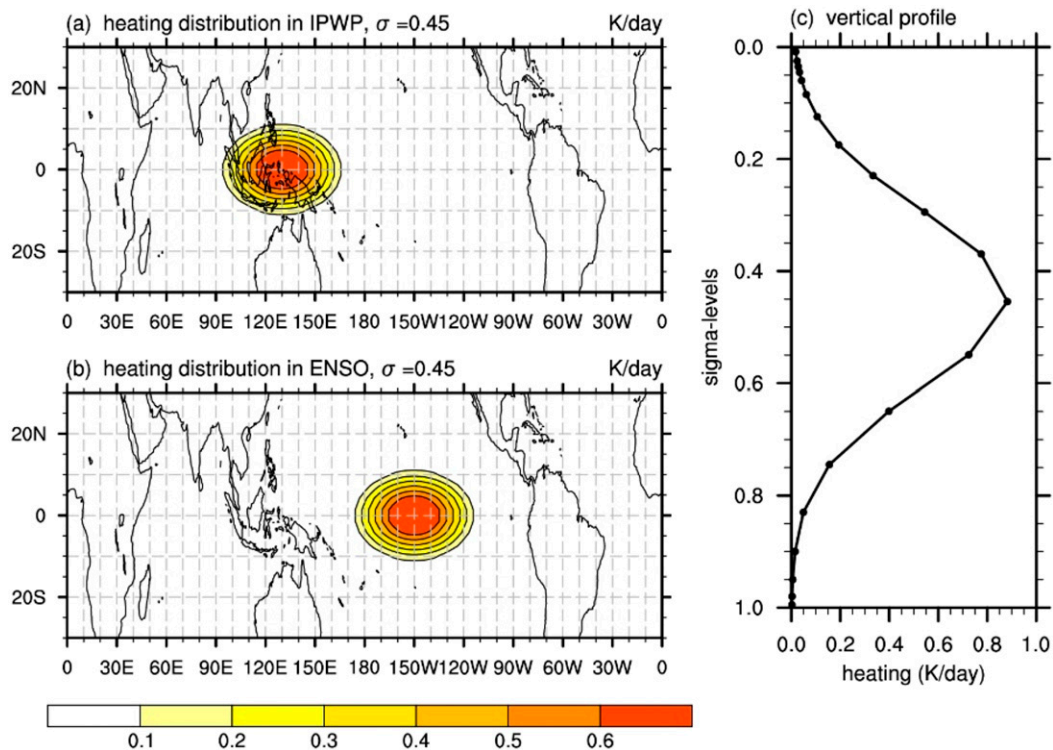 (a) heating distribution in IPWP, σ =0.45 K/day
20N
0
20S
0 30E 60E 90E 120E 150E 180 150W 120W 90W 60W 30W 0
(b) heating distribution in ENSO, σ =0.45 K/day
20N
0
20S
0 30E 60E 90E 120E 150E 180 150W 120W 90W 60W 30W 0
0.1 0.2 0.3 0.4 0.5 0.6
(c) vertical profile
0.0
0.2
0.4
0.6
0.8
1.0
sigma-levels
0.0 0.2 0.4 0.6 0.8 1.0
heating (K/day)